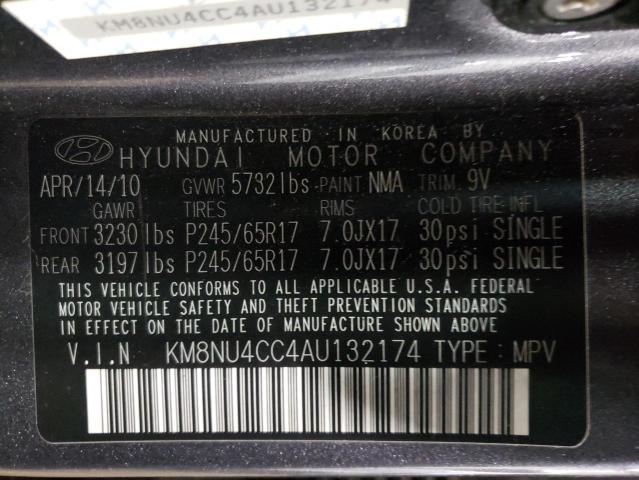 KM8NU4CC4AU132174
MANUFACTURED IN KOREA BY
HYUNDAI MOTOR COMPANY
APR/14/10 GVWR 5732lbs PAINT NMA TRIM 9V
GAWR TIRES RIMS COLD TIRE INFL
FRONT 3230lbs P245/65R17 7.0JX17 30psi SINGLE
REAR 3197lbs P245/65R17 7.0JX17 30psi SINGLE
THIS VEHICLE CONFORMS TO ALL APPLICABLE U.S.A. FEDERAL
MOTOR VEHICLE SAFETY AND THEFT PREVENTION STANDARDS
IN EFFECT ON THE DATE OF MANUFACTURE SHOWN ABOVE
V.I.N KM8NU4CC4AU132174 TYPE : MPV